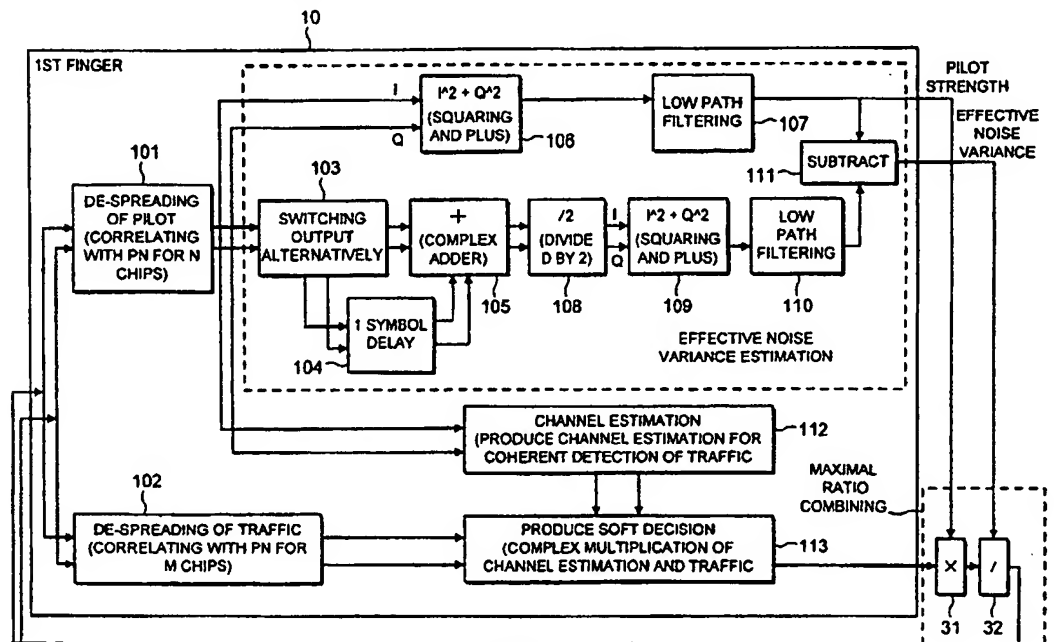 10
1ST FINGER
I
Q
I^2 + Q^2
(SQUARING
AND PLUS)
106
LOW PATH
FILTERING
107
PILOT
STRENGTH
EFFECTIVE
NOISE
VARIANCE
SUBTRACT
111
101
DE-SPREADING
OF PILOT
(CORRELATING
WITH PN FOR N
CHIPS)
103
SWITCHING
OUTPUT
ALTERNATIVELY
+
(COMPLEX
ADDER)
105
/2
(DIVIDE
D BY 2)
108
I
Q
I^2 + Q^2
(SQUARING
AND PLUS)
109
LOW
PATH
FILTERING
110
1 SYMBOL
DELAY
104
EFFECTIVE NOISE
VARIANCE ESTIMATION
CHANNEL ESTIMATION
(PRODUCE CHANNEL ESTIMATION FOR
COHERENT DETECTION OF TRAFFIC
112
102
DE-SPREADING OF TRAFFIC
(CORRELATING WITH PN FOR
M CHIPS)
PRODUCE SOFT DECISION
(COMPLEX MULTIPLICATION OF
CHANNEL ESTIMATION AND TRAFFIC
113
MAXIMAL
RATIO
COMBINING
X
/
31
32